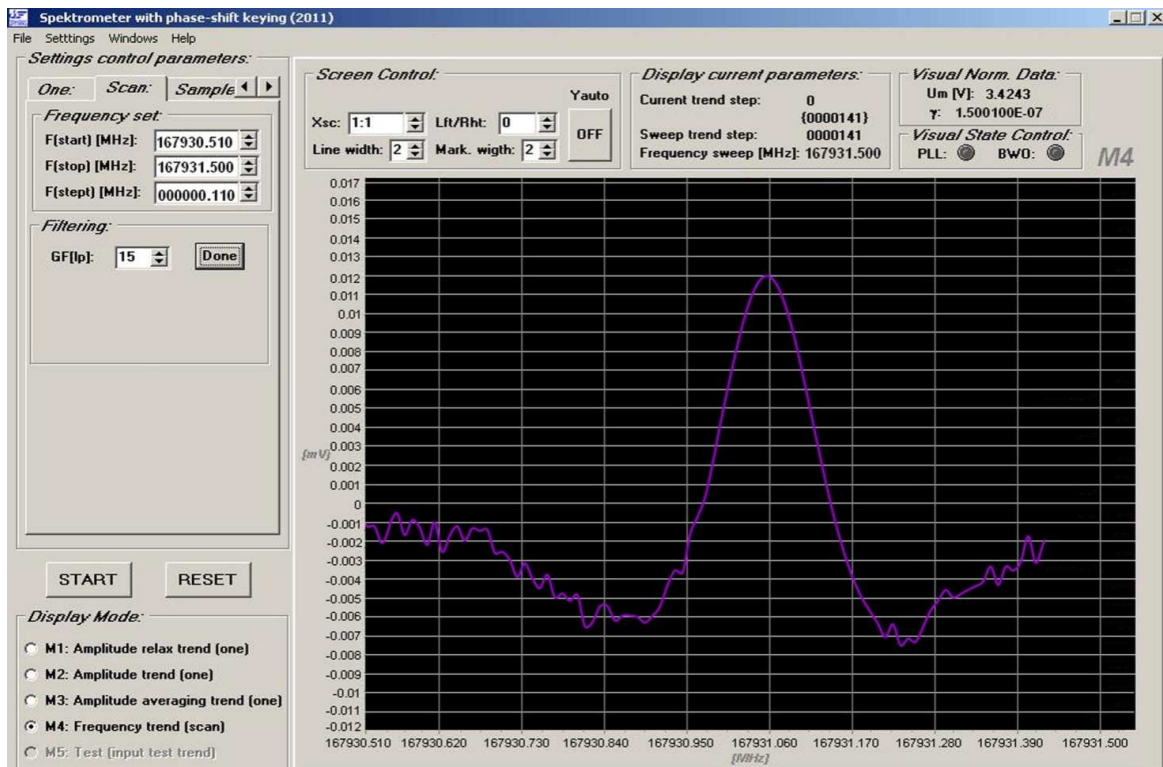 Spektrometer with phase-shift keying (2011)
File Setttings Windows Help
Settings control parameters:
One: Scan: Sample
Frequency set:
F(start) [MHz]: 167930.510
F(stop) [MHz]: 167931.500
F(stept) [MHz]: 000000.110
Filtering:
GF[lp]: 15 Done
START RESET
Display Mode:
M1: Amplitude relax trend (one)
M2: Amplitude trend (one)
M3: Amplitude averaging trend (one)
M4: Frequency trend (scan)
M5: Test (input test trend)
Screen Control:
Yauto
Xsc: 1:1 Lft/Rht: 0 OFF
Line width: 2 Mark. wigth: 2
Display current parameters:
Current trend step: 0
{0000141}
Sweep trend step: 0000141
Frequency sweep [MHz]: 167931.500
Visual Norm. Data:
Um [V]: 3.4243
γ: 1.500100E-07
Visual State Control:
PLL: BWO:
M4
0.017
0.016
0.015
0.014
0.013
0.012
0.011
0.01
0.009
0.008
0.007
0.006
0.005
0.004
0.003
[mV]
0.002
0.001
0
-0.001
-0.002
-0.003
-0.004
-0.005
-0.006
-0.007
-0.008
-0.009
-0.01
-0.011
-0.012
167930.510 167930.620 167930.730 167930.840 167930.950 167931.060 167931.170 167931.280 167931.390 167931.500
[MHz]